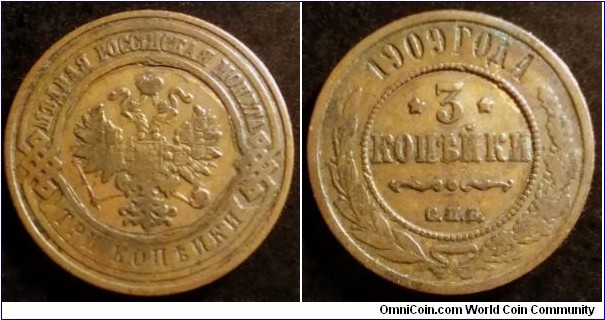 МѢДНАЯ РОССІЙСКАЯ МОНЕТА
ТРИ КОПѢЙКИ
1909 ГОДА
3
КОПѢЙКИ
С.П.Б.
OmniCoin.com World Coin Community